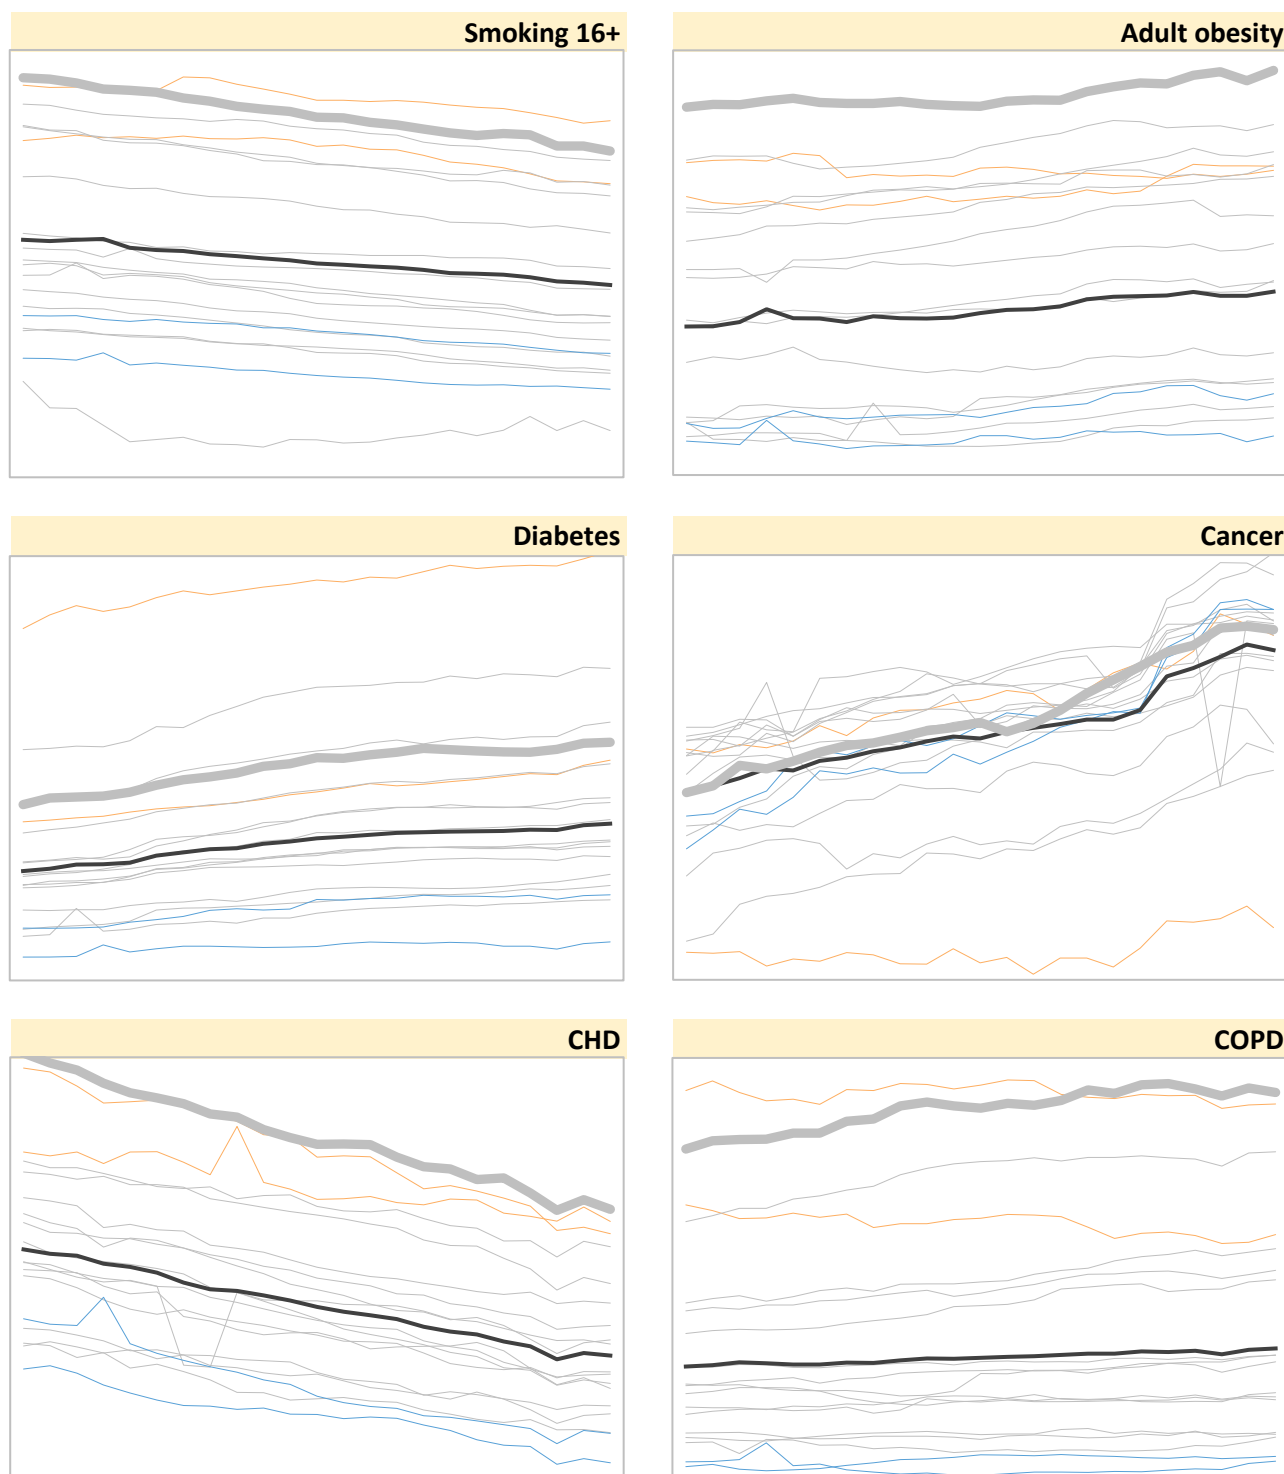 Smoking 16+
Adult obesity
Diabetes
Cancer
CHD
COPD